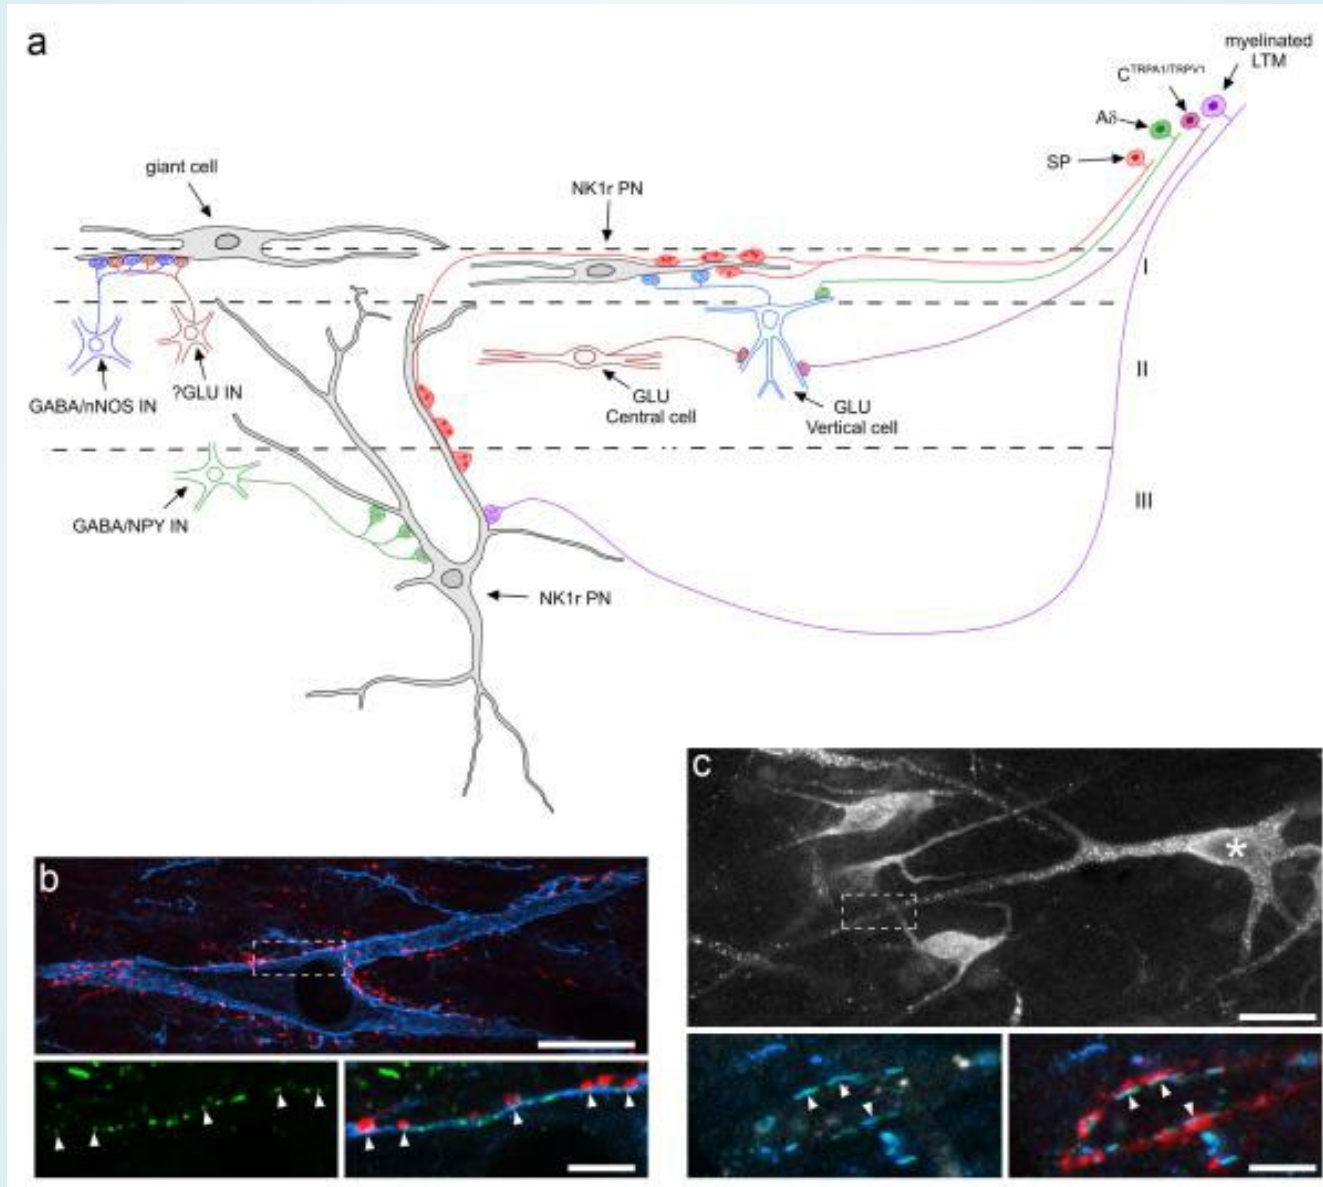 a
myelinated
LTM
C^TRPA1/TRPV1
Aδ
SP
giant cell
NK1r PN
I
II
III
GABA/nNOS IN
?GLU IN
GLU
Central cell
GLU
Vertical cell
GABA/NPY IN
NK1r PN
b
c
*